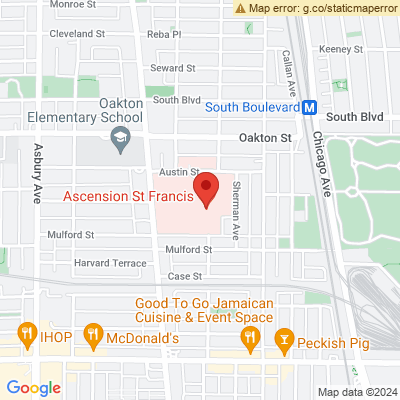 Map error: g.co/staticmaperror
Monroe St
Reba Pl
Cleveland St
Callan Ave
Keeney St
Seward St
South Blvd
South Boulevard M
South Blvd
Oakton
Elementary School
Oakton St
Chicago Ave
Asbury Ave
Austin St
Ascension St Francis
Sherman Ave
Mulford St
Mulford St
Harvard Terrace
Case St
Good To Go Jamaican
Cuisine & Event Space
IHOP
McDonald's
Peckish Pig
Google
Map data ©2024